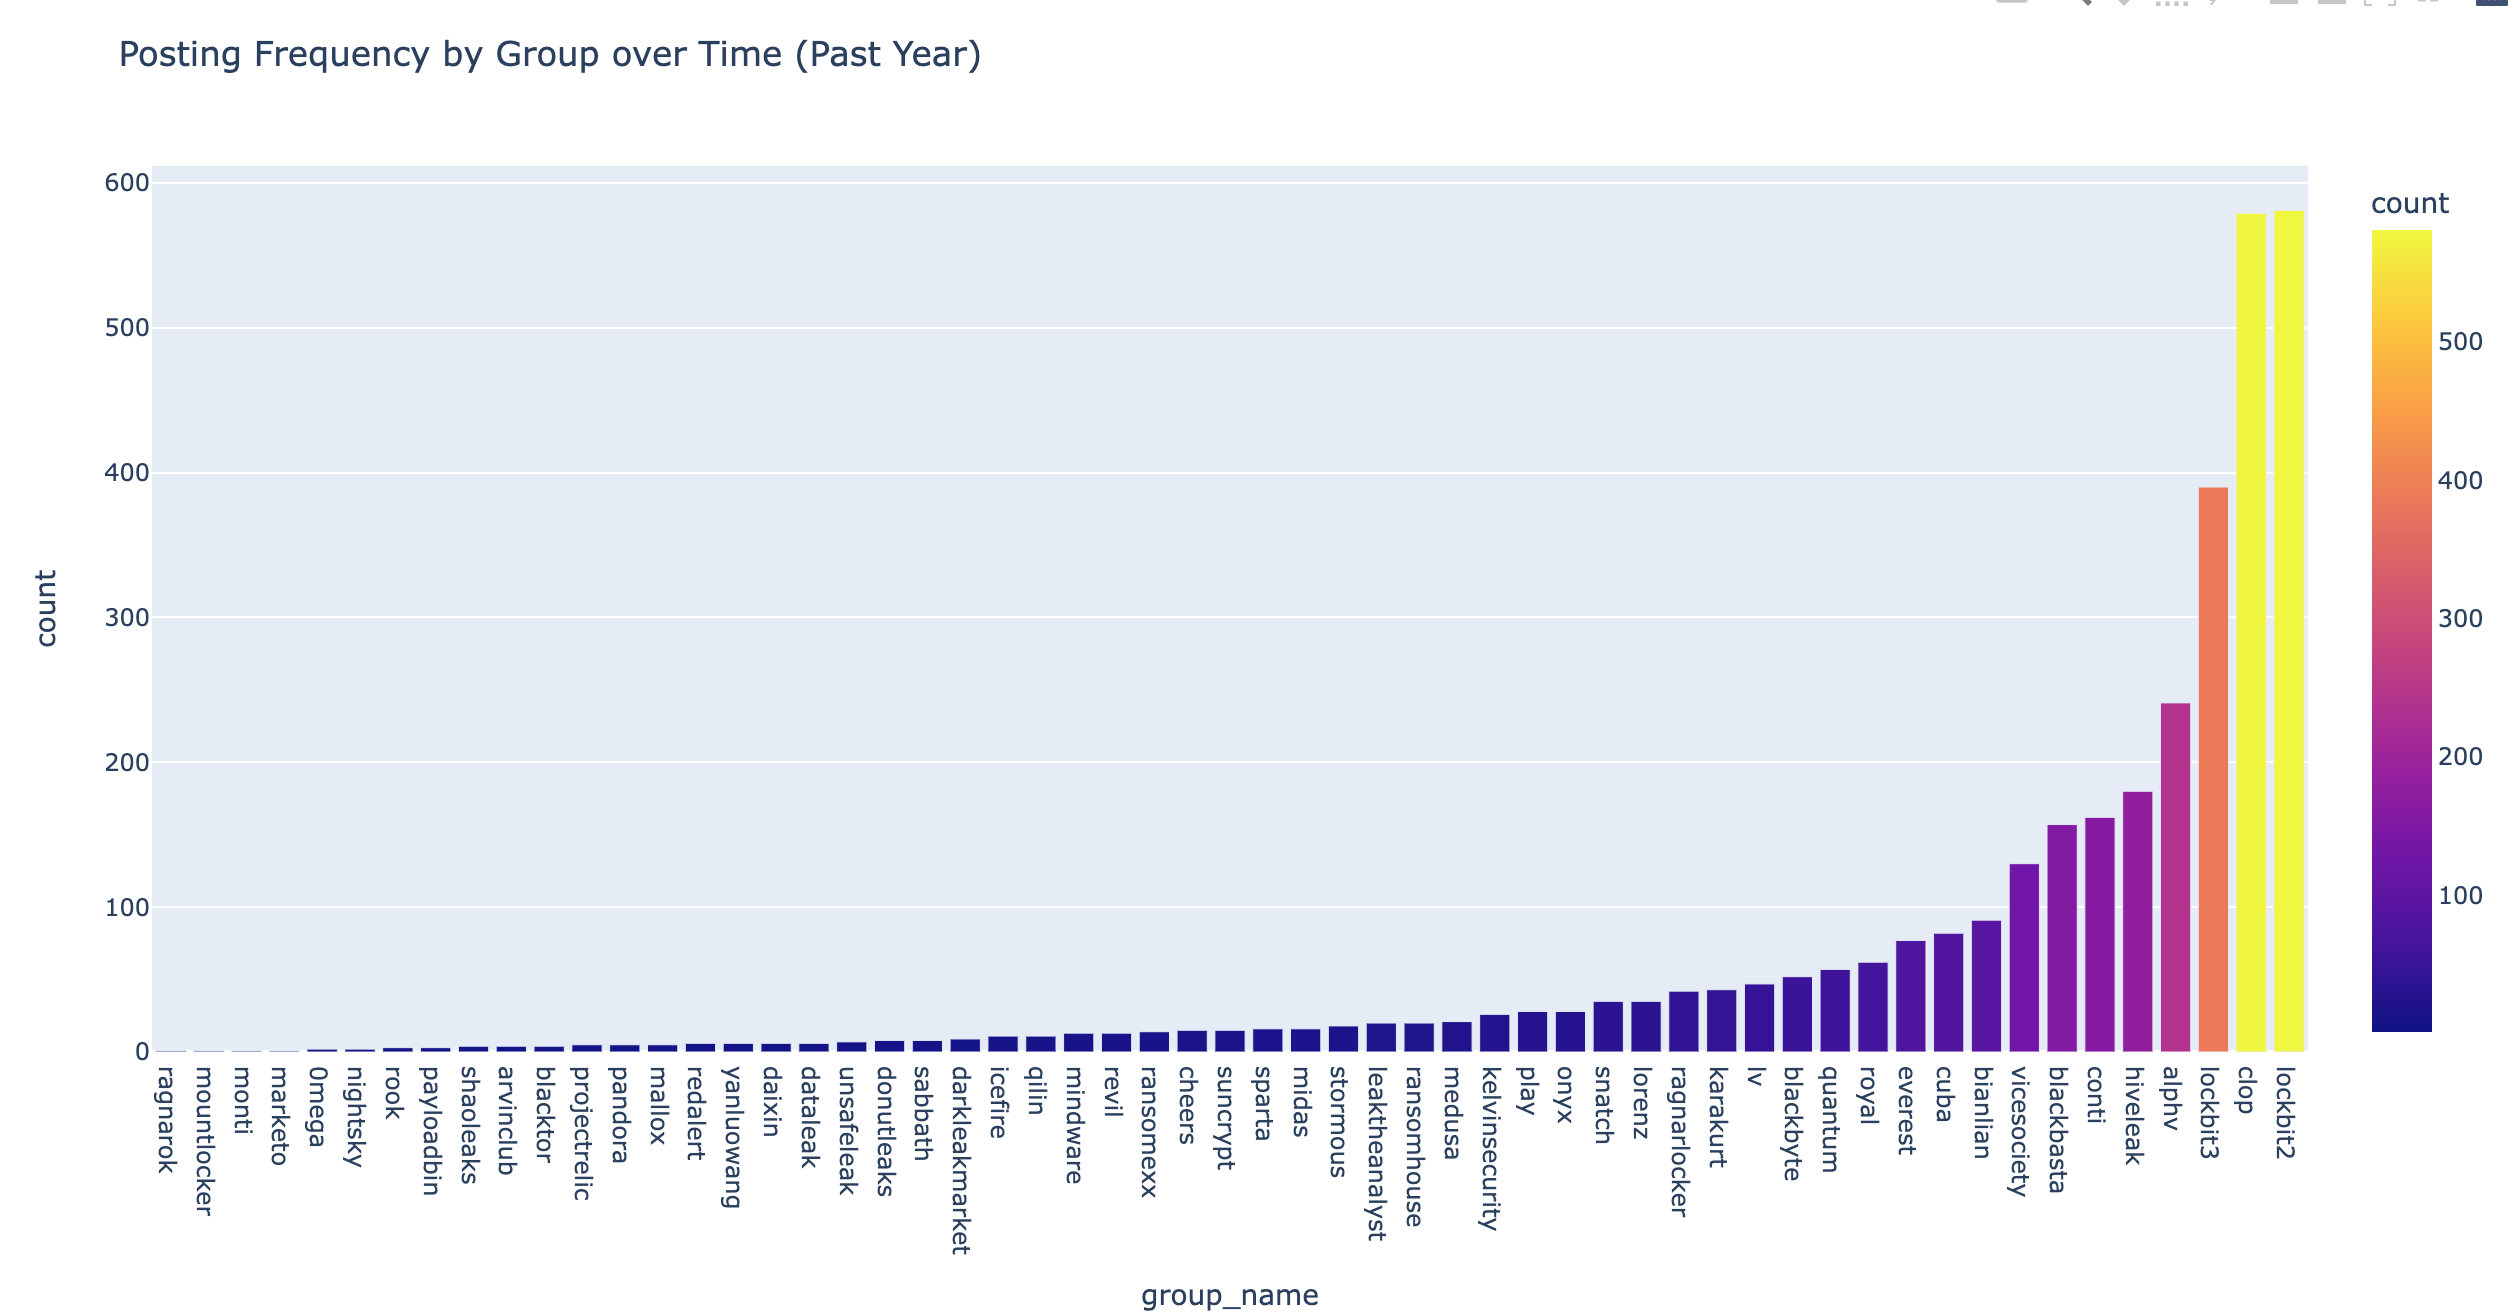 Posting Frequency by Group over Time (Past Year)
600
500
400
300
200
100
0
count
ragnarok
mountlocker
monti
marketo
0mega
nightsky
rook
payloadbin
shaoleaks
arvinclub
blacktor
projectrelic
pandora
mallox
redalert
yanluowang
daixin
dataleak
unsafeleak
donutleaks
sabbath
darkleakmarket
icefire
qilin
mindware
revil
ransomexx
cheers
suncrypt
sparta
midas
stormous
leaktheanalyst
ransomhouse
medusa
kelvinsecurity
play
onyx
snatch
lorenz
ragnarlocker
karakurt
lv
blackbyte
quantum
royal
everest
cuba
bianlian
vicesociety
blackbasta
conti
hiveleak
alphv
lockbit3
clop
lockbit2
group_name
count
500
400
300
200
100